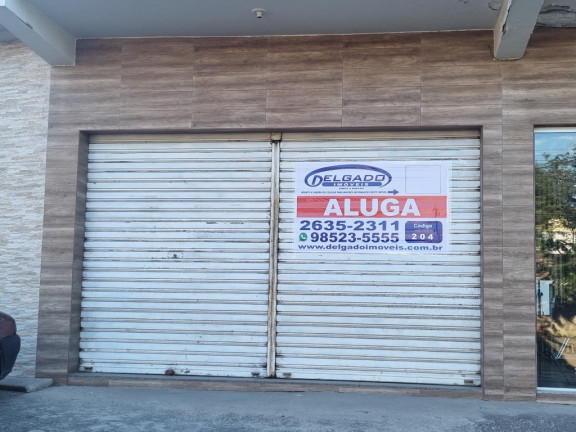 DELGADO
IMÓVEIS
ALUGA
2635-2311
98523-5555
Código
204
www.delgadoimoveis.com.br